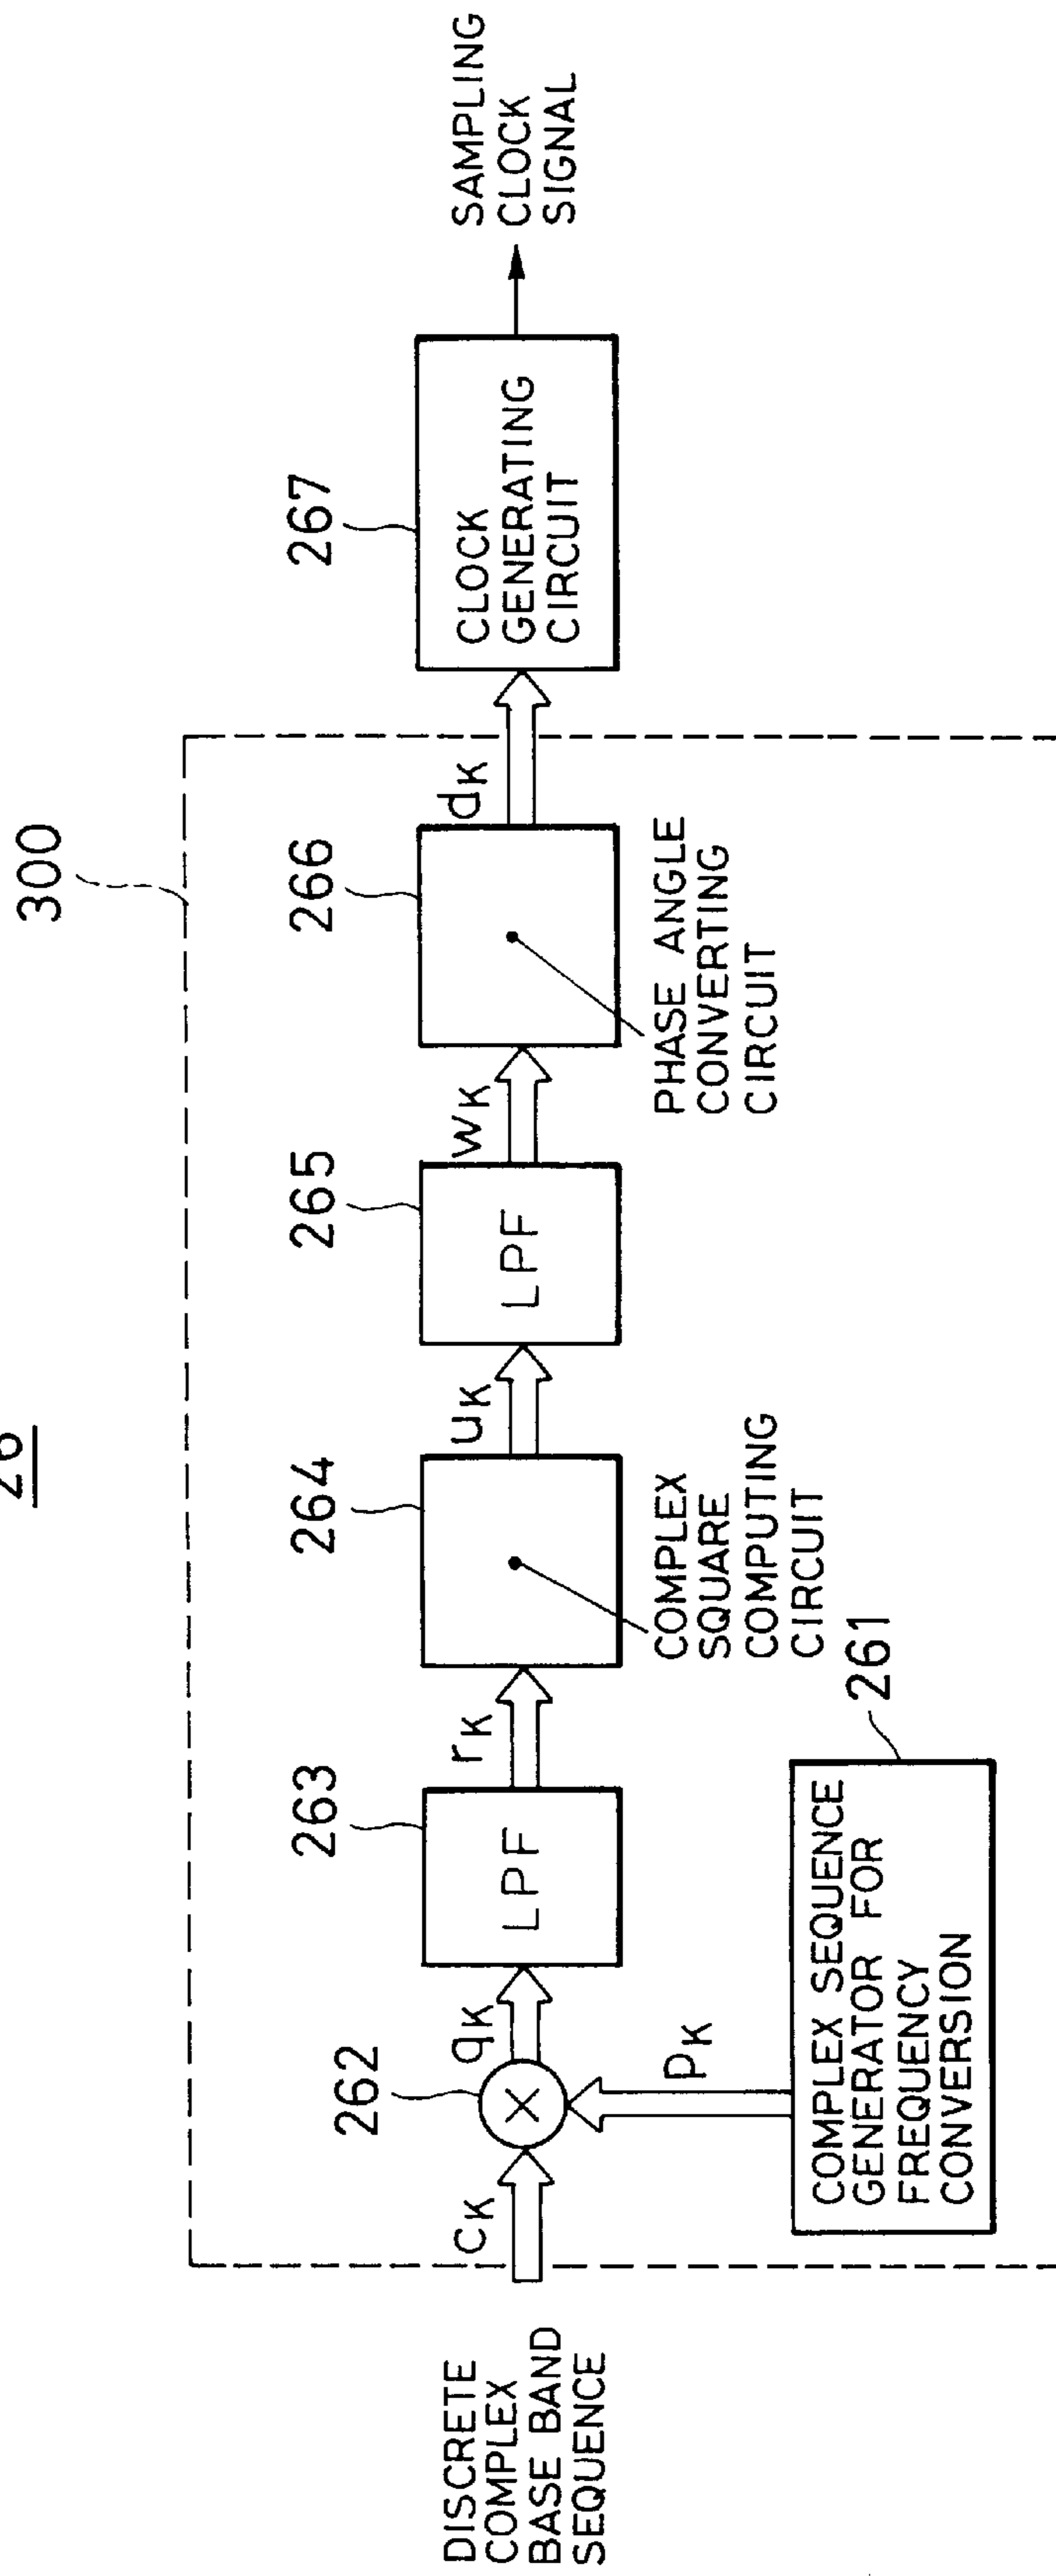 26
300
DISCRETE
COMPLEX
BASE BAND
SEQUENCE
cK
262
qK
pK
COMPLEX SEQUENCE
GENERATOR FOR
FREQUENCY
CONVERSION
261
263
LPF
rK
264
COMPLEX
SQUARE
COMPUTING
CIRCUIT
uK
265
LPF
wK
266
PHASE ANGLE
CONVERTING
CIRCUIT
dK
267
CLOCK
GENERATING
CIRCUIT
SAMPLING
CLOCK
SIGNAL